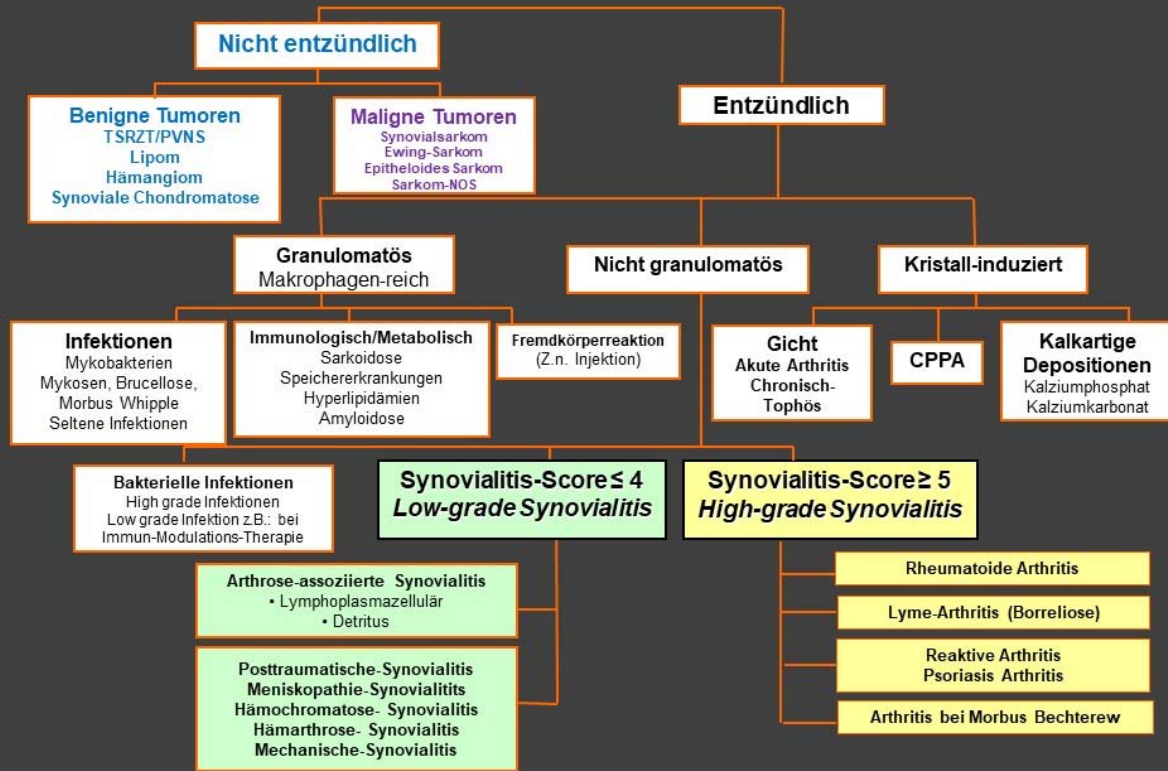 Nicht entzündlich
Entzündlich
Benigne Tumoren
TSRZT/PVNS
Lipom
Hämangiom
Synoviale Chondromatose
Maligne Tumoren
Synovialsarkom
Ewing-Sarkom
Epitheloides Sarkom
Sarkom-NOS
Granulomatös
Makrophagen-reich
Nicht granulomatös
Kristall-induziert
Infektionen
Mykobakterien
Mykosen, Brucellose,
Morbus Whipple
Seltene Infektionen
Immunologisch/Metabolisch
Sarkoidose
Speichererkrankungen
Hyperlipidämien
Amyloidose
Fremdkörperreaktion
(Z.n. Injektion)
Gicht
Akute Arthritis
Chronisch-
Tophös
CPPA
Kalkartige
Depositionen
Kalziumphosphat
Kalziumkarbonat
Bakterielle Infektionen
High grade Infektionen
Low grade Infektion z.B.: bei
Immun-Modulations-Therapie
Synovialitis-Score ≤ 4
Low-grade Synovialitis
Synovialitis-Score ≥ 5
High-grade Synovialitis
Arthrose-assoziierte Synovialitis
• Lymphoplasmazellulär
• Detritus
Posttraumatische-Synovialitis
Meniskopathie-Synovialitits
Hämochromatose- Synovialitis
Hämarthrose- Synovialitis
Mechanische-Synovialitis
Rheumatoide Arthritis
Lyme-Arthritis (Borreliose)
Reaktive Arthritis
Psoriasis Arthritis
Arthritis bei Morbus Bechterew